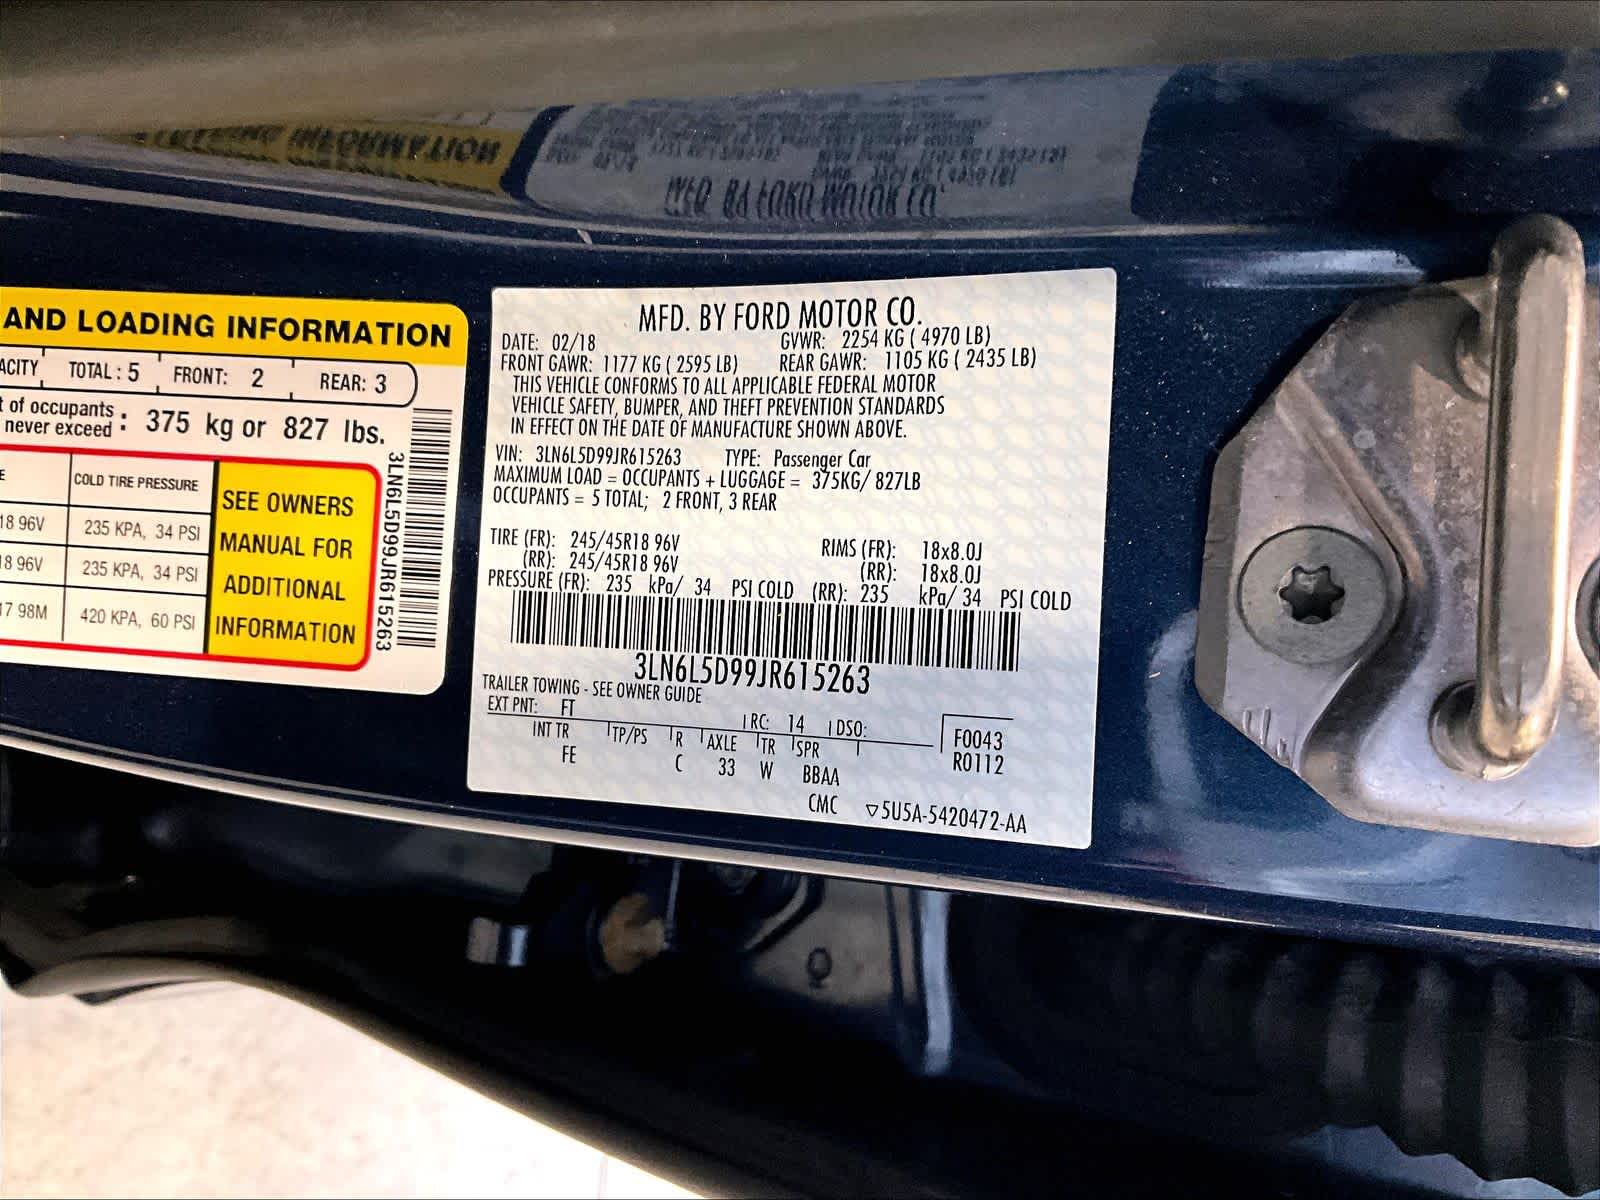 AND LOADING INFORMATION
ACITY TOTAL: 5 FRONT: 2 REAR: 3
of occupants :
never exceed : 375 kg or 827 lbs.
COLD TIRE PRESSURE
18 96V 235 KPA, 34 PSI
18 96V 235 KPA, 34 PSI
17 98M 420 KPA, 60 PSI
SEE OWNERS
MANUAL FOR
ADDITIONAL
INFORMATION
3LN6L5D99JR615263
MFD. BY FORD MOTOR CO.
DATE: 02/18 GVWR: 2254 KG ( 4970 LB)
FRONT GAWR: 1177 KG ( 2595 LB) REAR GAWR: 1105 KG ( 2435 LB)
THIS VEHICLE CONFORMS TO ALL APPLICABLE FEDERAL MOTOR
VEHICLE SAFETY, BUMPER, AND THEFT PREVENTION STANDARDS
IN EFFECT ON THE DATE OF MANUFACTURE SHOWN ABOVE.
VIN: 3LN6L5D99JR615263 TYPE: Passenger Car
MAXIMUM LOAD = OCCUPANTS + LUGGAGE = 375KG/ 827LB
OCCUPANTS = 5 TOTAL; 2 FRONT, 3 REAR
TIRE (FR): 245/45R18 96V RIMS (FR): 18x8.0J
(RR): 245/45R18 96V (RR): 18x8.0J
PRESSURE (FR): 235 kPa/ 34 PSI COLD (RR): 235 kPa/ 34 PSI COLD
3LN6L5D99JR615263
TRAILER TOWING - SEE OWNER GUIDE
EXT PNT: FT RC: 14 DSO: F0043
INT TR TP/PS R AXLE TR SPR R0112
FE C 33 W BBAA
CMC ▽5U5A-5420472-AA